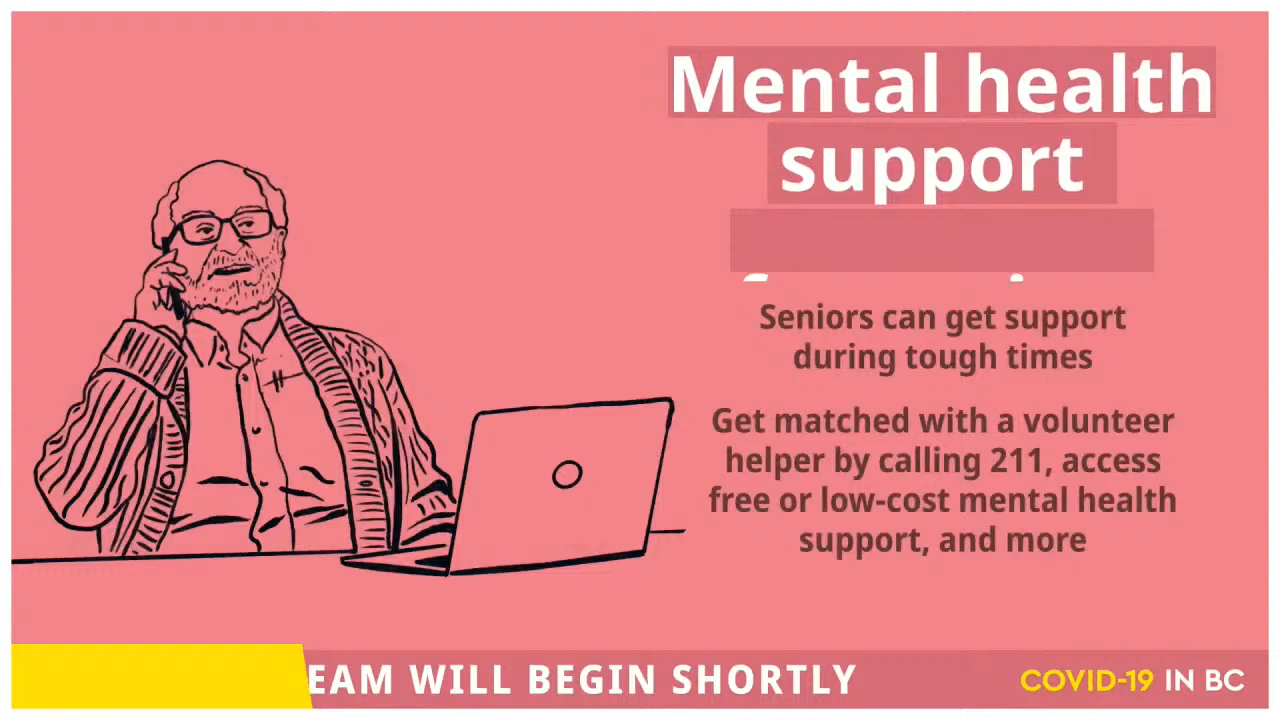 Mental health
support
Seniors can get support
during tough times
Get matched with a volunteer
helper by calling 211, access
free or low-cost mental health
support, and more
EAM WILL BEGIN SHORTLY
COVID-19 IN BC